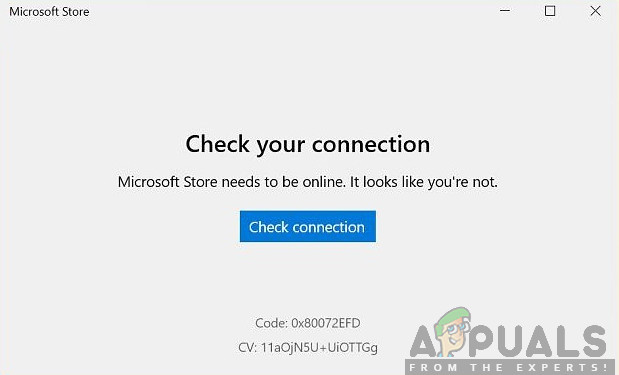 Microsoft Store
Check your connection
Microsoft Store needs to be online. It looks like you're not.
Check connection
Code: 0x80072EFD
CV: 11aOjN5U+UiOTTGg
APPUALS
FROM THE EXPERTS!